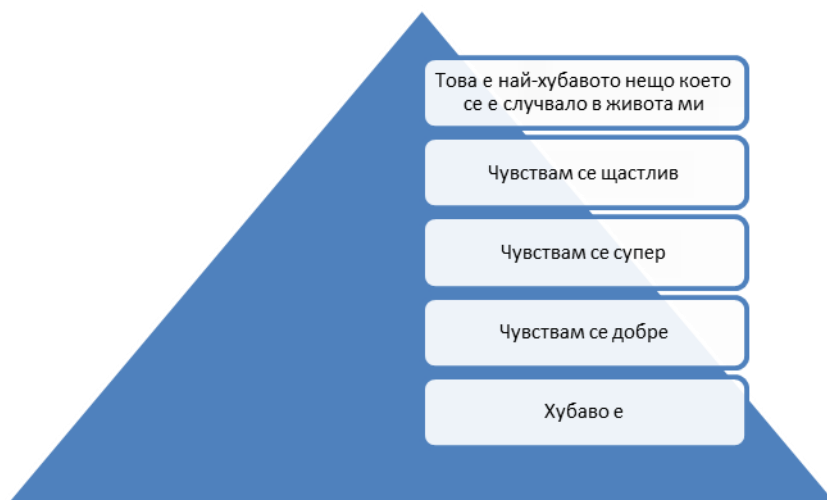 Това е най-хубавото нещо което
се е случвало в живота ми
Чувствам се щастлив
Чувствам се супер
Чувствам се добре
Хубаво е